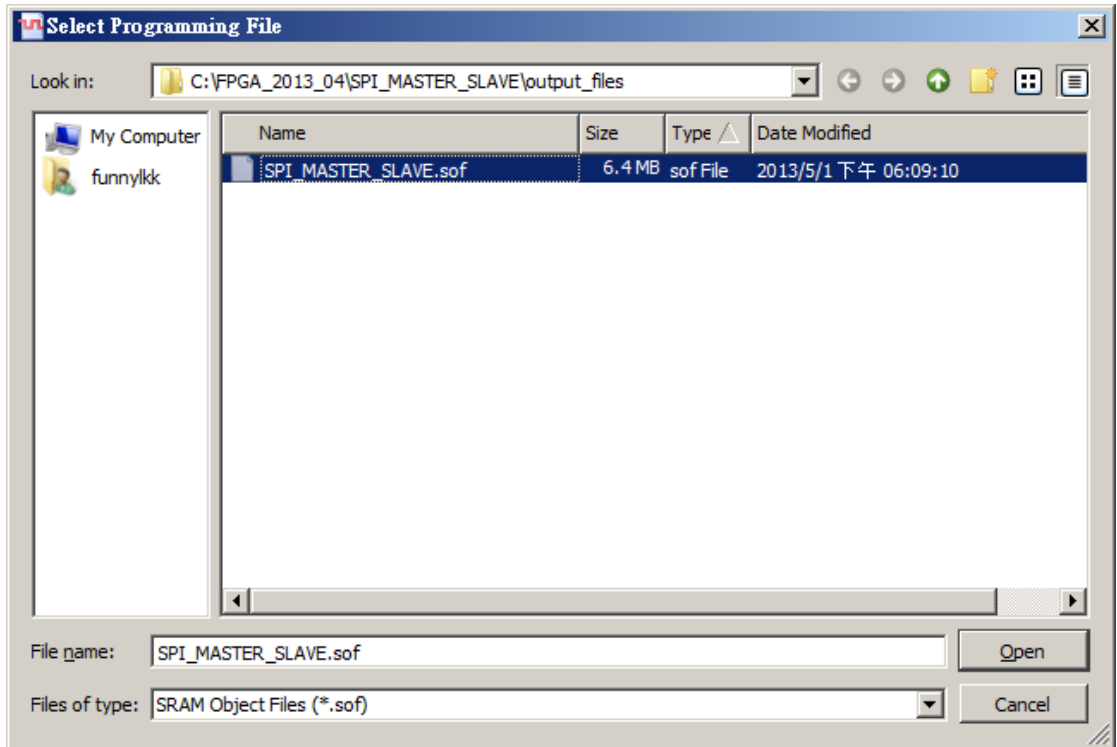 Select Programming File
Look in: C:\FPGA_2013_04\SPI_MASTER_SLAVE\output_files
My Computer
funnylkk
Name Size Type Date Modified
SPI_MASTER_SLAVE.sof 6.4 MB sof File 2013/5/1 下午 06:09:10
File name: SPI_MASTER_SLAVE.sof Open
Files of type: SRAM Object Files (*.sof) Cancel